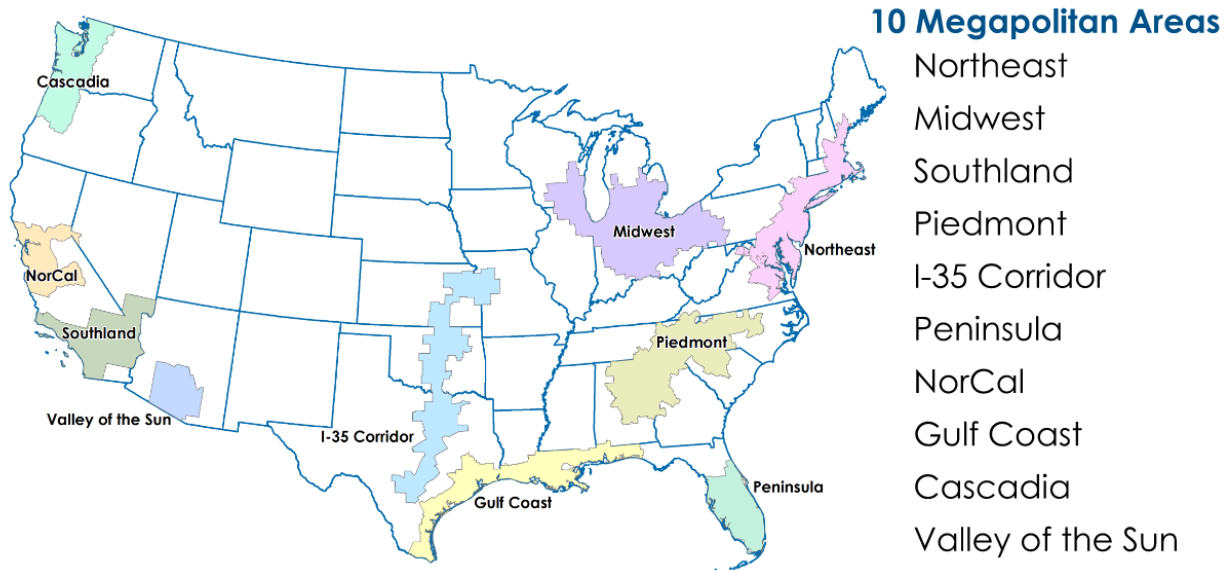 10 Megapolitan Areas
Northeast
Midwest
Southland
Piedmont
I-35 Corridor
Peninsula
NorCal
Gulf Coast
Cascadia
Valley of the Sun
Cascadia
Midwest
Northeast
NorCal
Southland
Piedmont
Valley of the Sun
I-35 Corridor
Peninsula
Gulf Coast